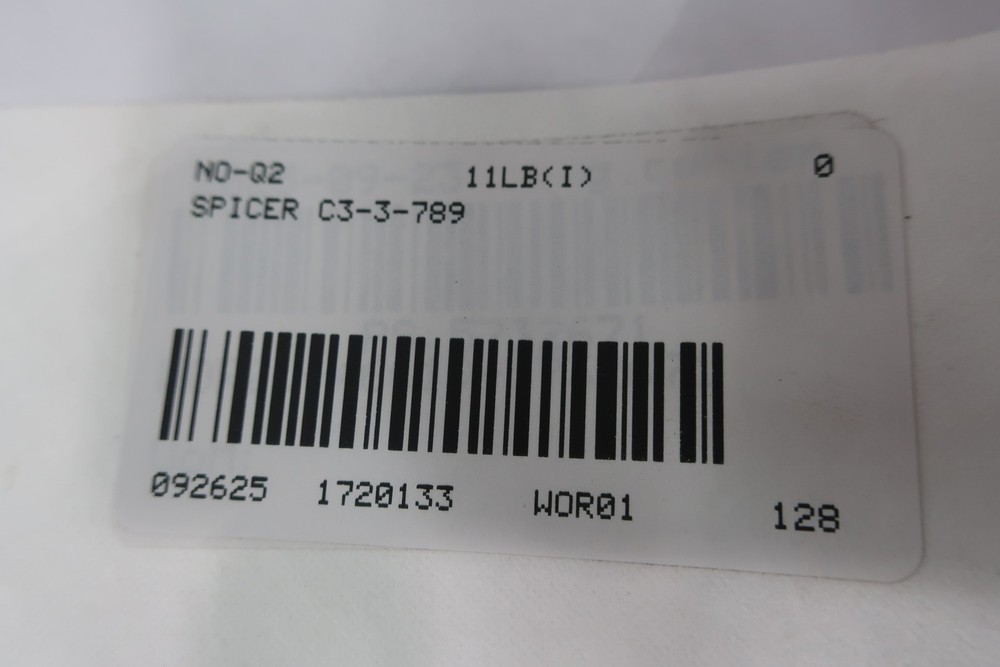 NO-Q2 11LB(I) 0
SPICER C3-3-789
092625 1720133 WOR01 128